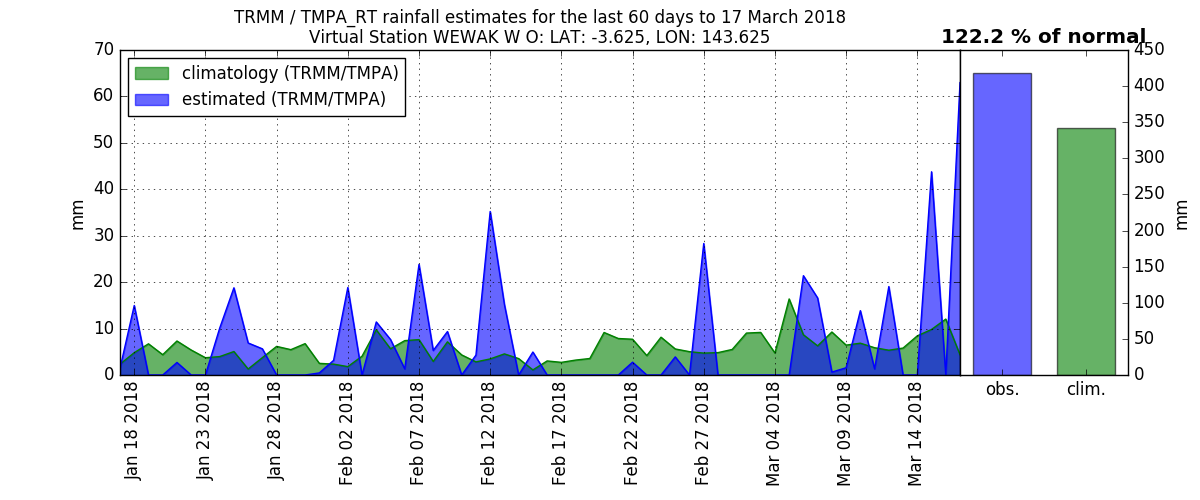 TRMM / TMPA_RT rainfall estimates for the last 60 days to 17 March 2018
Virtual Station WEWAK W O: LAT: -3.625, LON: 143.625
122.2 % of normal
climatology (TRMM/TMPA)
estimated (TRMM/TMPA)
70
60
50
40
30
20
10
0
mm
450
400
350
300
250
200
150
100
50
0
mm
obs.
clim.
Jan 18 2018
Jan 23 2018
Jan 28 2018
Feb 02 2018
Feb 07 2018
Feb 12 2018
Feb 17 2018
Feb 22 2018
Feb 27 2018
Mar 04 2018
Mar 09 2018
Mar 14 2018